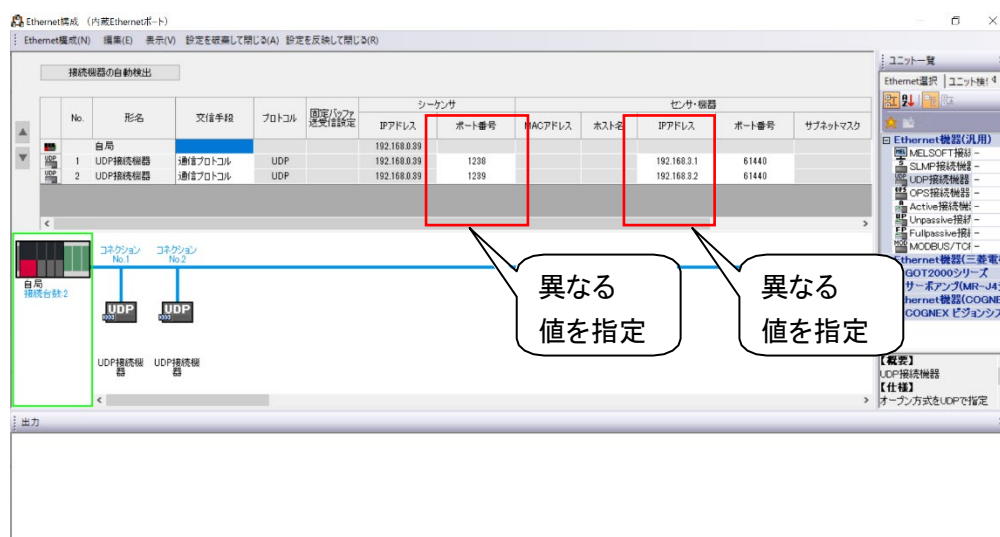 Ethernet構成 (内蔵Ethernetポート)
Ethernet構成(N) 編集(E) 表示(V) 設定を破棄して閉じる(A) 設定を反映して閉じる(R)
接続機器の自動検出
シーケンサ センサ・機器
No. 形名 交信手段 プロトコル 固定バッファ
送受信設定
IPアドレス ポート番号 MACアドレス ホスト名 IPアドレス ポート番号 サブネットマスク
自局 192.168.0.39
1 UDP接続機器 通信プロトコル UDP 192.168.0.39 1238 192.168.3.1 61440
2 UDP接続機器 通信プロトコル UDP 192.168.0.39 1239 192.168.3.2 61440
コネクション
No.1
コネクション
No.2
自局
接続台数:2
UDP UDP
UDP接続機
器
UDP接続機
器
異なる
値を指定
異なる
値を指定
ユニット一覧
Ethernet選択 ユニット検!
Ethernet機器(汎用)
MELSOFT接続 -
SLMP接続機器 -
UDP接続機器 -
OPS接続機器 -
Active接続機 -
Unpassive接続 -
Fullpassive接 -
MODBUS/TCP -
Ethernet機器(三菱電
GOT2000シリーズ
サーボアンプ(MR-J4
hernet機器(COGNE
COGNEX ビジョンシス
【概要】
UDP接続機器
【仕様】
オープン方式をUDPで指定
出力